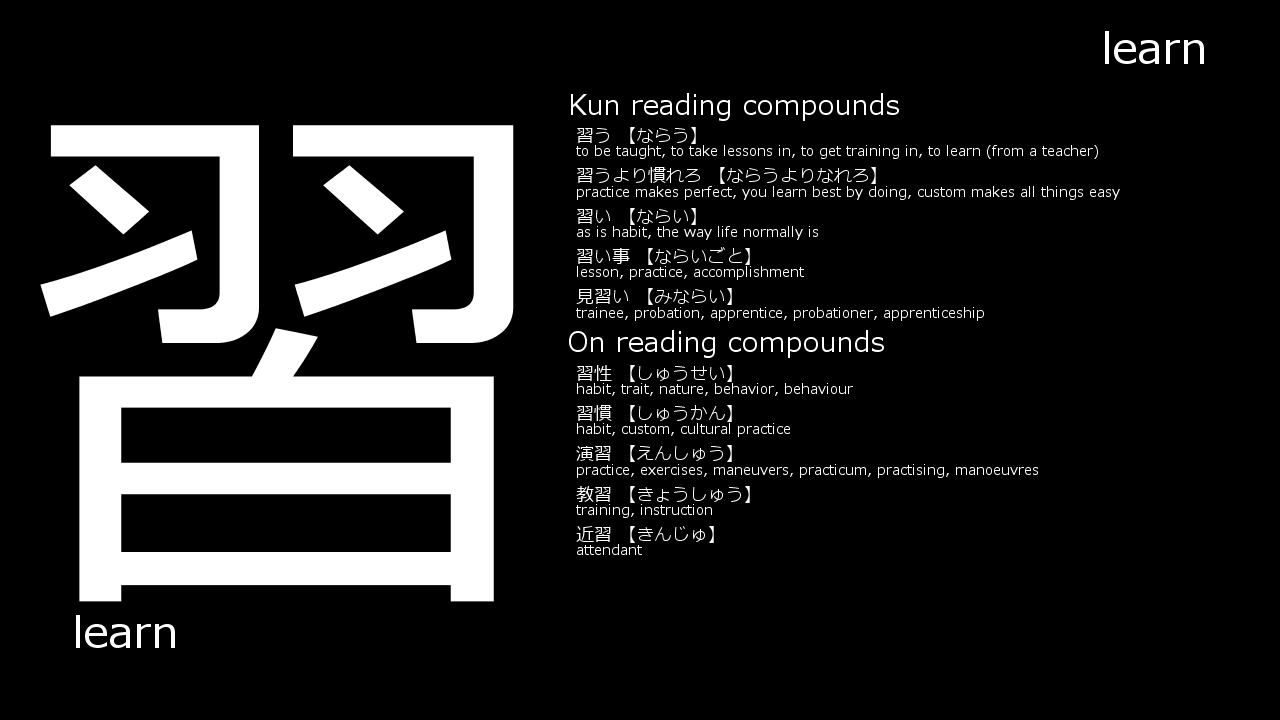 learn
習
learn
Kun reading compounds
習う 【ならう】
to be taught, to take lessons in, to get training in, to learn (from a teacher)
習うより慣れろ 【ならうよりなれろ】
practice makes perfect, you learn best by doing, custom makes all things easy
習い 【ならい】
as is habit, the way life normally is
習い事 【ならいごと】
lesson, practice, accomplishment
見習い 【みならい】
trainee, probation, apprentice, probationer, apprenticeship
On reading compounds
習性 【しゅうせい】
habit, trait, nature, behavior, behaviour
習慣 【しゅうかん】
habit, custom, cultural practice
演習 【えんしゅう】
practice, exercises, maneuvers, practicum, practising, manoeuvres
教習 【きょうしゅう】
training, instruction
近習 【きんじゅ】
attendant